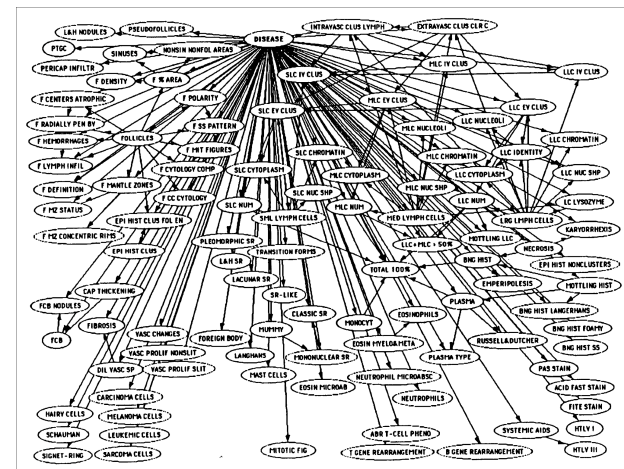 L&H NODULES
PSEUDOFOLLICLES
DISEASE
INTRAVASC CLUS LYMPH
EXTRAVASC CLUS CLR C
PTGC
SINUSES
NONSIN NONFOL AREAS
PERICAP INFILTR
F DENSITY
F % AREA
SLC IV CLUS
MLC IV CLUS
LLC IV CLUS
F CENTERS ATROPHIC
F POLARITY
SLC EV CLUS
MLC EV CLUS
LLC EV CLUS
F RADIALLY PEN BV
F SS PATTERN
MLC NUCLEOLI
LLC NUCLEOLI
F HEMORRHAGES
FOLLICLES
F MIT FIGURES
SLC CHROMATIN
MLC CHROMATIN
LLC IDENTITY
LLC CHROMATIN
F LYMPH INFIL
F CYTOLOGY COMP
SLC CYTOPLASM
MLC CYTOPLASM
LLC CYTOPLASM
LLC NUC SHP
F DEFINITION
F MANTLE ZONES
F CC CYTOLOGY
SLC NUC SHP
MLC NUC SHP
F MZ STATUS
SLC NUM
SML LYMPH CELLS
MLC NUM
MED LYMPH CELLS
LLC NUM
LRG LMPH CELLS
LC LYSOZYME
EPI HIST CLUS FOL EN
KARYORRHEXIS
F MZ CONCENTRIC RIMS
PLEOMORPHIC SR
TRANSITION FORMS
LLC+MLC > 50%
MOTTLING LLC
NECROSIS
EPI HIST CLUS
L&H SR
TOTAL 100%
BNG HIST
EPI HIST NONCLUSTERS
CAP THICKENING
LACUNAR SR
SR-LIKE
EMPERIPOLESIS
MOTTLING HIST
FCB NODULES
CLASSIC SR
PLASMA
BNG HIST LANGERHANS
FIBROSIS
VASC CHANGES
FOREIGN BODY
MUMMY
MONOCYT
EOSINOPHILS
BNG HIST FOAMY
FCB
VASC PROLIF NONSLIT
EOSIN MYELO&META
RUSSELL&DUTCHER
BNG HIST SS
LANGHANS
MONONUCLEAR SR
PLASMA TYPE
DIL VASC SP
VASC PROLIF SLIT
MAST CELLS
NEUTROPHIL MICROABSC
PAS STAIN
EOSIN MICROAB
NEUTROPHILS
ACID FAST STAIN
CARCINOMA CELLS
FITE STAIN
HAIRY CELLS
MELANOMA CELLS
HTLV I
SCHAUMAN
LEUKEMIC CELLS
ABR T-CELL PHENO
SYSTEMIC AIDS
SIGNET-RING
SARCOMA CELLS
MITOTIC FIG
T GENE REARRANGEMENT
B GENE REARRANGEMENT
HTLV III